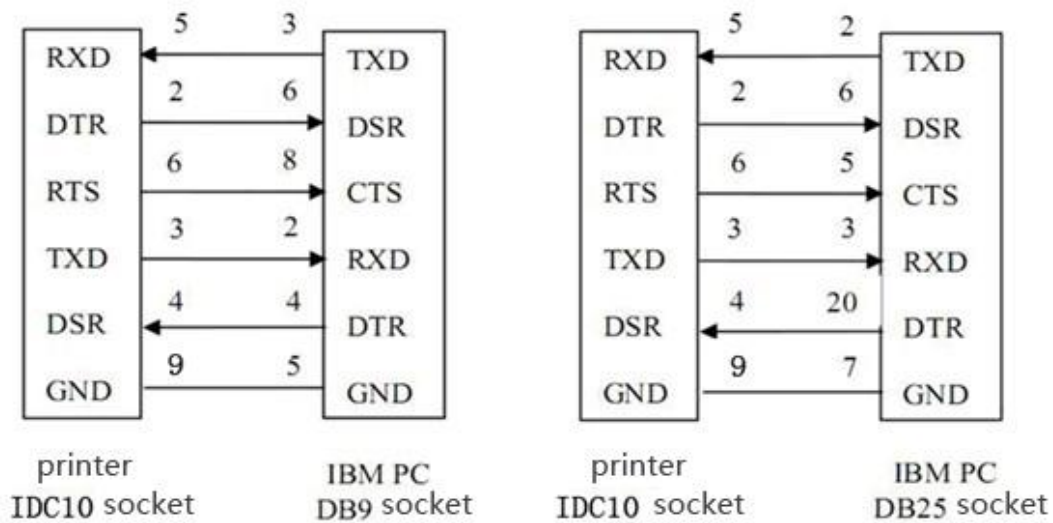 5 3
RXD TXD
2 6
DTR DSR
6 8
RTS CTS
3 2
TXD RXD
4 4
DSR DTR
9 5
GND GND
printer IBM PC
IDC10 socket DB9 socket
5 2
RXD TXD
2 6
DTR DSR
6 5
RTS CTS
3 3
TXD RXD
4 20
DSR DTR
9 7
GND GND
printer IBM PC
IDC10 socket DB25 socket